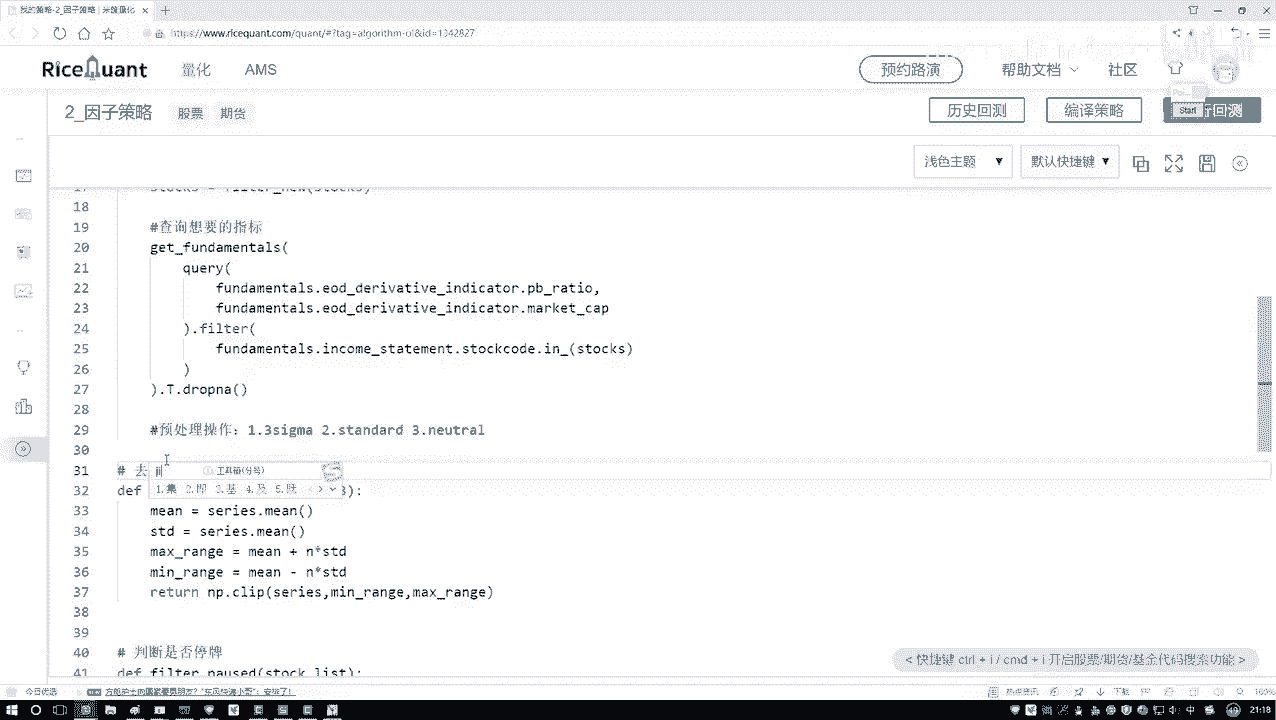 我的策略-2_因子策略 | 米筐量化
https://www.ricequant.com/quant/#?tag=algorithm-ol&id=1342827
RiceQuant 量化 AMS 预约路演 帮助文档 社区
2_因子策略 股票 期货 历史回测 编译策略 回测
Start
浅色主题 默认快捷键
17 stocks = filter_new(stocks)
18
19 #查询想要的指标
20 get_fundamentals(
21 query(
22 fundamentals.eod_derivative_indicator.pb_ratio,
23 fundamentals.eod_derivative_indicator.market_cap
24 ).filter(
25 fundamentals.income_statement.stockcode.in_(stocks)
26 )
27 ).T.dropna()
28
29 #预处理操作：1.3sigma 2.standard 3.neutral
30
31 # 去 工具箱(分号)
1.集 2.即 3.基 4.及 5.既
32 def 3):
33 mean = series.mean()
34 std = series.mean()
35 max_range = mean + n*std
36 min_range = mean - n*std
37 return np.clip(series,min_range,max_range)
38
39
40 # 判断是否停牌
41 def filter_paused(stock_list):
< 快捷键 ctrl + i / cmd + i 开启股票/期货/基金代码搜索功能 >
今日优选
100%
中
21:18